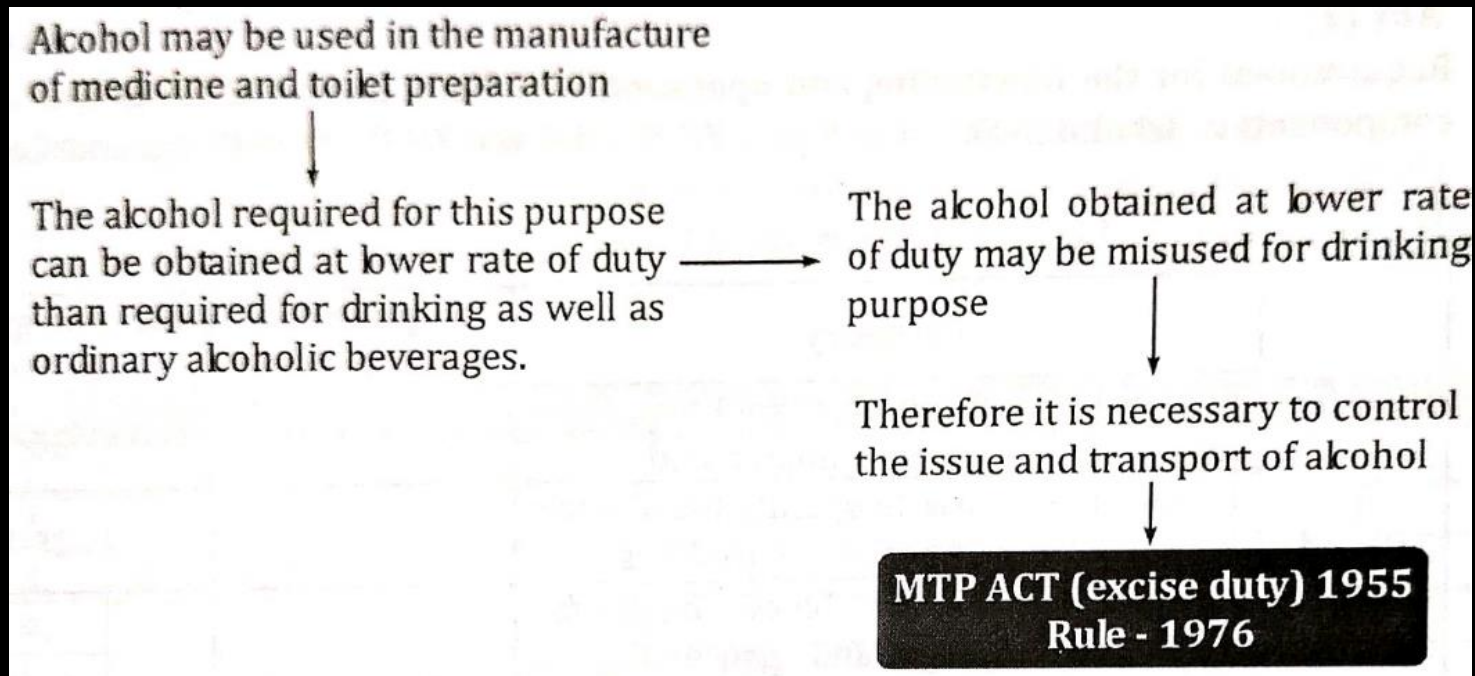 Alcohol may be used in the manufacture
of medicine and toilet preparation
The alcohol required for this purpose
can be obtained at lower rate of duty
than required for drinking as well as
ordinary alcoholic beverages.
The alcohol obtained at lower rate
of duty may be misused for drinking
purpose
Therefore it is necessary to control
the issue and transport of alcohol
MTP ACT (excise duty) 1955
Rule - 1976